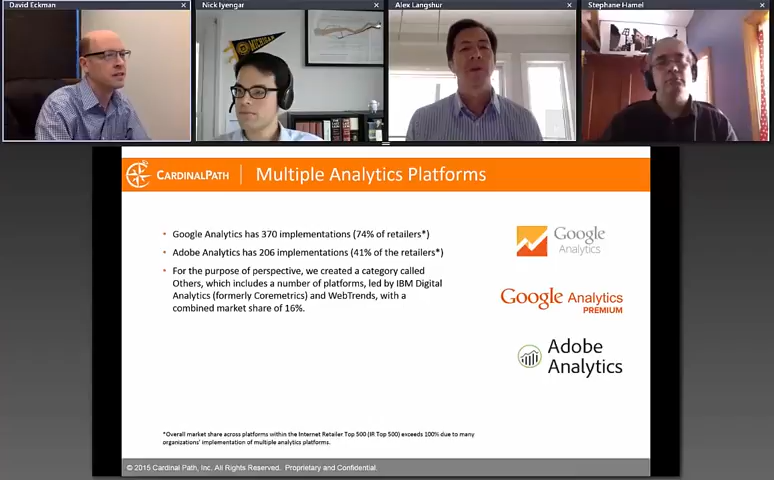 David Eckman
Nick Iyengar
Alex Langshur
Stephane Hamel
MICHIGAN
CARDINALPATH
Multiple Analytics Platforms
• Google Analytics has 370 implementations (74% of retailers*)
• Adobe Analytics has 206 implementations (41% of the retailers*)
• For the purpose of perspective, we created a category called
Others, which includes a number of platforms, led by IBM Digital
Analytics (formerly Coremetrics) and WebTrends, with a
combined market share of 16%.
Google
Analytics
Google Analytics
PREMIUM
Adobe
Analytics
*Overall market share across platforms within the Internet Retailer Top 500 (IR Top 500) exceeds 100% due to many
organizations' implementation of multiple analytics platforms.
© 2015 Cardinal Path, Inc. All Rights Reserved. Proprietary and Confidential.